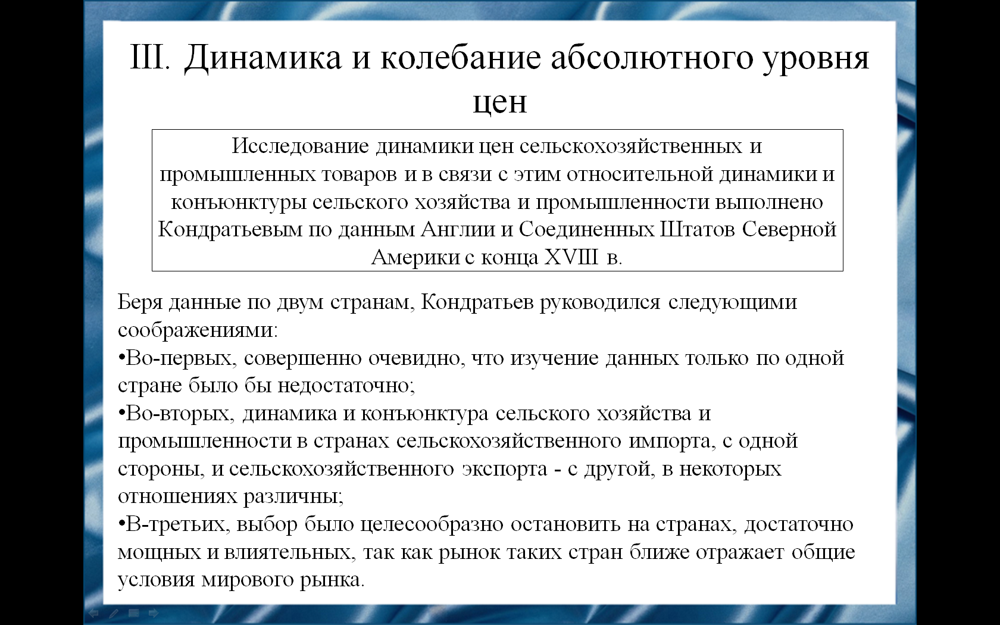 III. Динамика и колебание абсолютного уровня
цен
Исследование динамики цен сельскохозяйственных и
промышленных товаров и в связи с этим относительной динамики и
конъюнктуры сельского хозяйства и промышленности выполнено
Кондратьевым по данным Англии и Соединенных Штатов Северной
Америки с конца XVIII в.
Беря данные по двум странам, Кондратьев руководился следующими
соображениями:
•Во-первых, совершенно очевидно, что изучение данных только по одной
стране было бы недостаточно;
•Во-вторых, динамика и конъюнктура сельского хозяйства и
промышленности в странах сельскохозяйственного импорта, с одной
стороны, и сельскохозяйственного экспорта - с другой, в некоторых
отношениях различны;
•В-третьих, выбор было целесообразно остановить на странах, достаточно
мощных и влиятельных, так как рынок таких стран ближе отражает общие
условия мирового рынка.